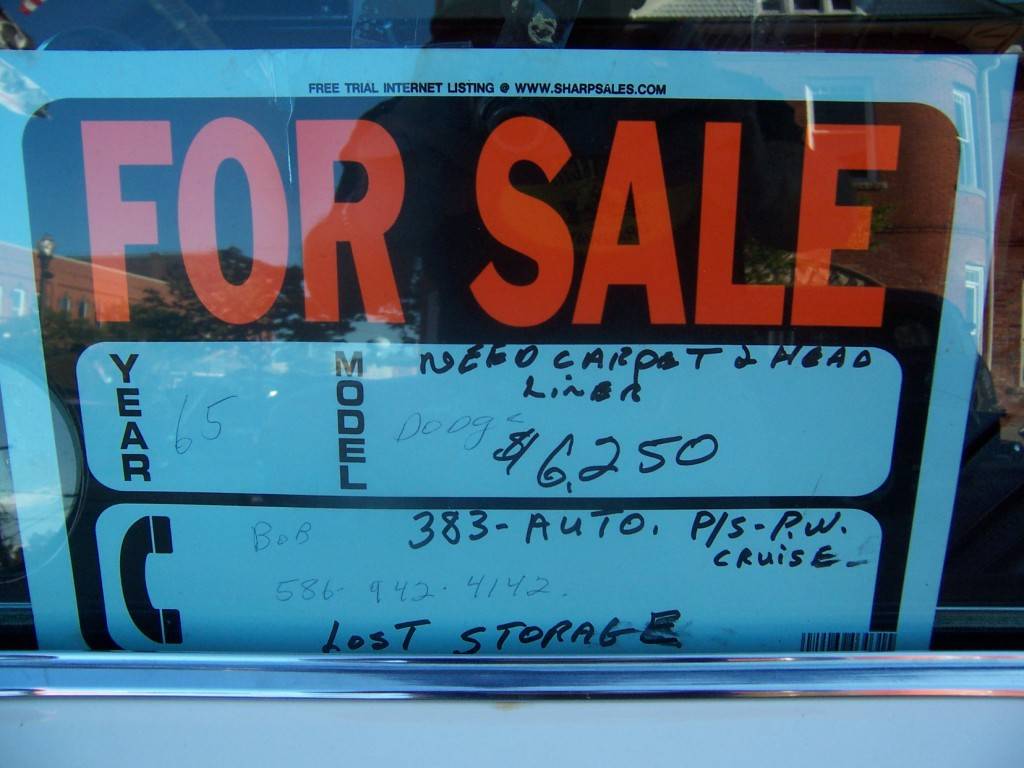 FREE TRIAL INTERNET LISTING @ WWW.SHARPSALES.COM
FOR SALE
YEAR
65
MODEL
Dodge
NEED CARPET & HEAD
LINER
$6,250
BOB
383-AUTO. P/S-P.W.
CRUISE-
586-942-4142.
LOST STORAGE